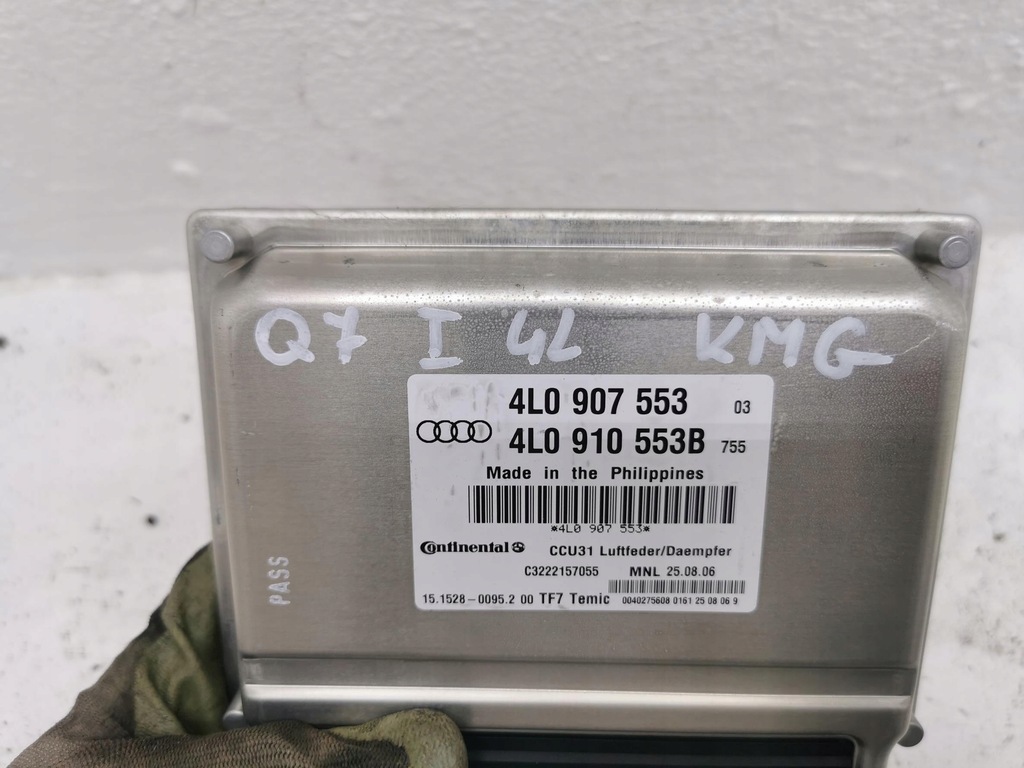 Q7 I 4L KMG
4L0 907 553 03
4L0 910 553B 755
Made in the Philippines
*4L0 907 553*
Continental CCU31 Luftfeder/Daempfer
C3222157055 MNL 25.08.06
15.1528-0095.2 00 TF7 Temic 0040275608 0161 25 08 06 9
PASS